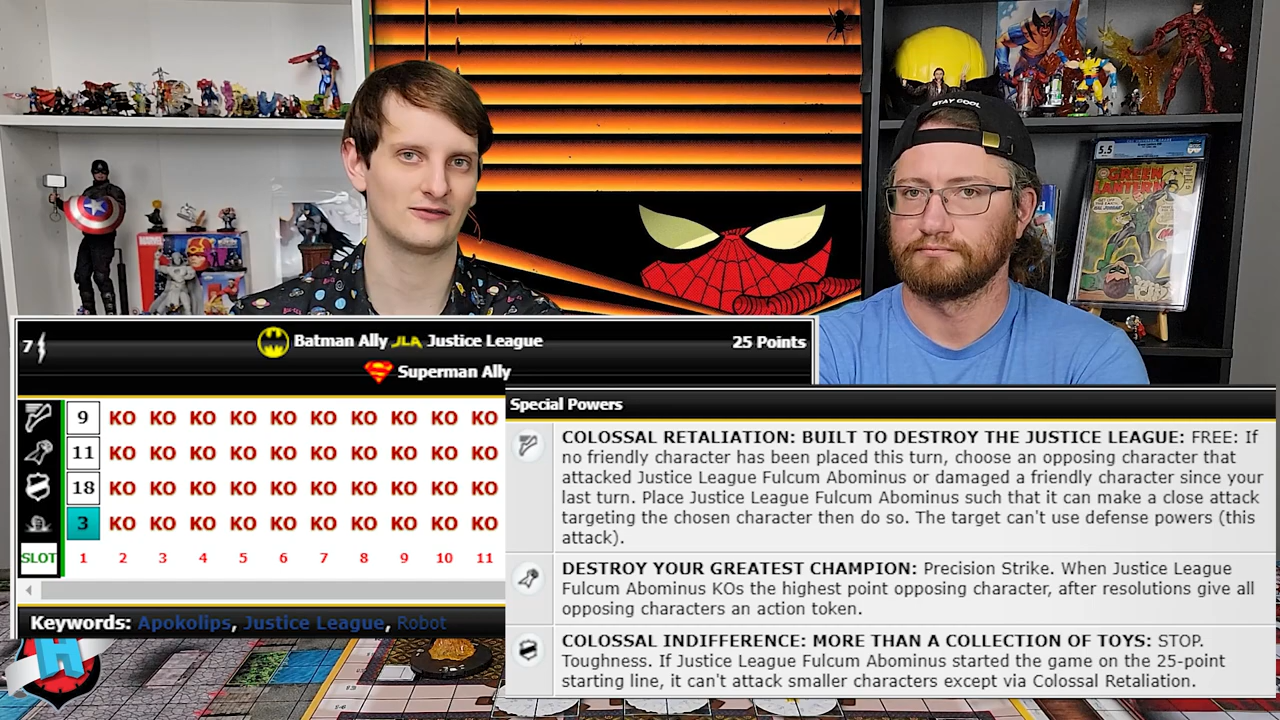 STAY COOL
5.5
GREEN LANTERN
MARVEL
7
Batman Ally JLA Justice League
25 Points
Superman Ally
9 KO KO KO KO KO KO KO KO KO KO
11 KO KO KO KO KO KO KO KO KO KO
18 KO KO KO KO KO KO KO KO KO KO
3 KO KO KO KO KO KO KO KO KO KO
SLOT 1 2 3 4 5 6 7 8 9 10 11
Keywords: Apokolips, Justice League, Robot
Special Powers
COLOSSAL RETALIATION: BUILT TO DESTROY THE JUSTICE LEAGUE: FREE: If
no friendly character has been placed this turn, choose an opposing character that
attacked Justice League Fulcum Abominus or damaged a friendly character since your
last turn. Place Justice League Fulcum Abominus such that it can make a close attack
targeting the chosen character then do so. The target can't use defense powers (this
attack).
DESTROY YOUR GREATEST CHAMPION: Precision Strike. When Justice League
Fulcum Abominus KOs the highest point opposing character, after resolutions give all
opposing characters an action token.
COLOSSAL INDIFFERENCE: MORE THAN A COLLECTION OF TOYS: STOP.
Toughness. If Justice League Fulcum Abominus started the game on the 25-point
starting line, it can't attack smaller characters except via Colossal Retaliation.
H